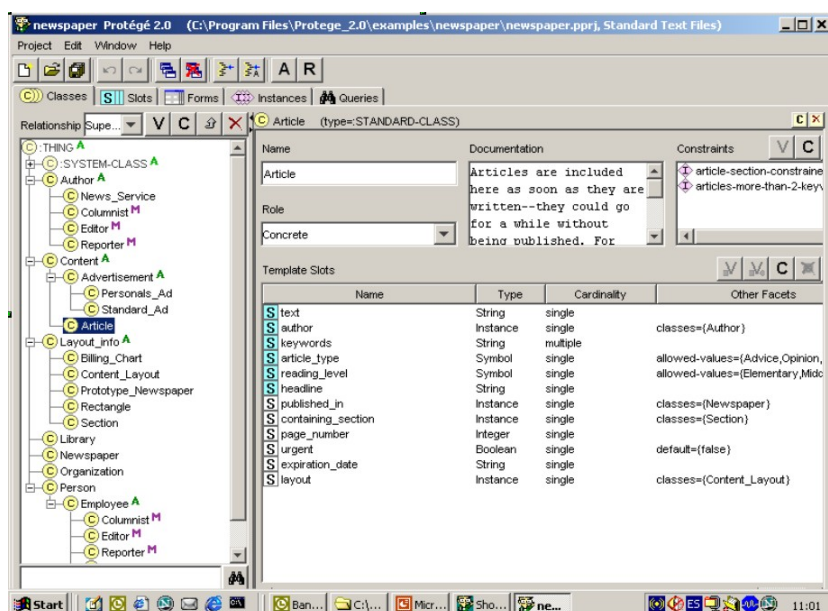 newspaper Protégé 2.0 (C:\Program Files\Protege_2.0\examples\newspaper\newspaper.pprj, Standard Text Files)
Project Edit Window Help
A R
Classes Slots Forms Instances Queries
Relationship Supe... V C
:THING A
:SYSTEM-CLASS A
Author A
News_Service
Columnist M
Editor M
Reporter M
Content A
Advertisement A
Personals_Ad
Standard_Ad
Article
Layout_info A
Billing_Chart
Content_Layout
Prototype_Newspaper
Rectangle
Section
Library
Newspaper
Organization
Person
Employee A
Columnist M
Editor M
Reporter M
Article (type=:STANDARD-CLASS) C
Name
Article
Role
Concrete
Documentation
Articles are included
here as soon as they are
written--they could go
for a while without
being published. For
Constraints V C
article-section-constraine
articles-more-than-2-keyv
Template Slots V V C
Name Type Cardinality Other Facets
S text String single
S author Instance single classes={Author}
S keywords String multiple
S article_type Symbol single allowed-values={Advice,Opinion,
S reading_level Symbol single allowed-values={Elementary,Midc
S headline String single
S published_in Instance single classes={Newspaper}
S containing_section Instance single classes={Section}
S page_number Integer single
S urgent Boolean single default={false}
S expiration_date String single
S layout Instance single classes={Content_Layout}
Start Ban... C:\... Micr... Sho... ne... ES 11:01